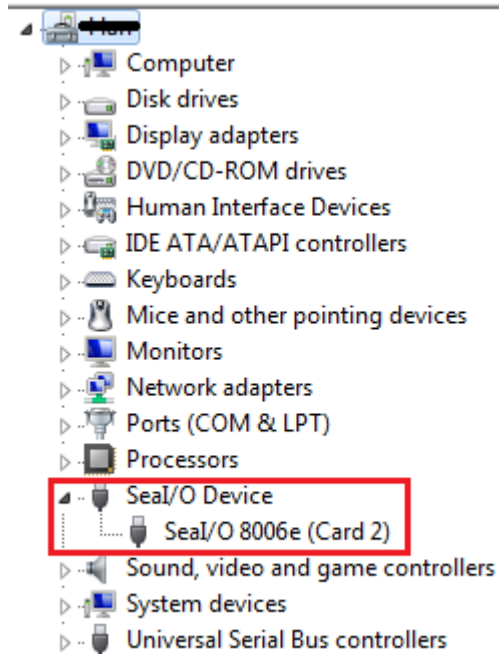 Computer
Disk drives
Display adapters
DVD/CD-ROM drives
Human Interface Devices
IDE ATA/ATAPI controllers
Keyboards
Mice and other pointing devices
Monitors
Network adapters
Ports (COM & LPT)
Processors
SeaI/O Device
SeaI/O 8006e (Card 2)
Sound, video and game controllers
System devices
Universal Serial Bus controllers